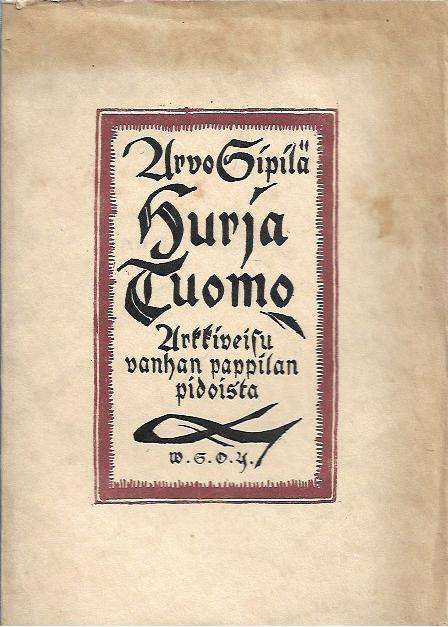 Arvo Sipilä
Hurja
Tuomo
Arkkiveisu
vanhan pappilan
pidoista
W.S.O.Y.